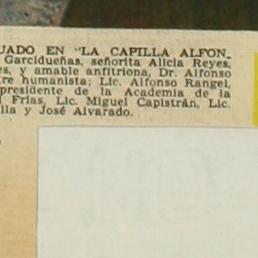 UADO EN "LA CAPILLA ALFON-
Garcidueñas, señorita Alicia Reyes,
es, y amable anfitriona, Dr. Alfonso
re humanista; Lic. Alfonso Rangel,
presidente de la Academia de la
Frías, Lic. Miguel Capistrán, Lic.
lla y José Alvarado.